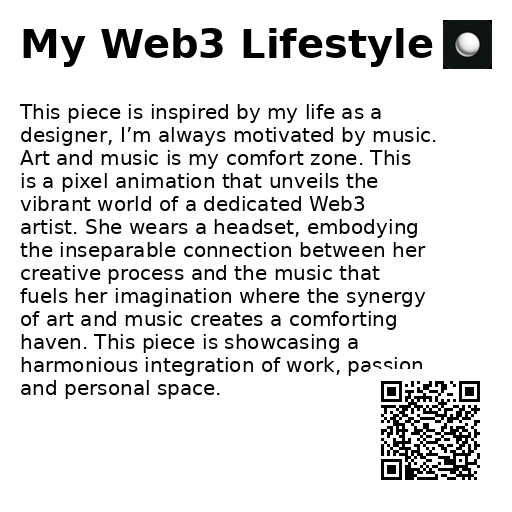 My Web3 Lifestyle
This piece is inspired by my life as a
designer, I’m always motivated by music.
Art and music is my comfort zone. This
is a pixel animation that unveils the
vibrant world of a dedicated Web3
artist. She wears a headset, embodying
the inseparable connection between her
creative process and the music that
fuels her imagination where the synergy
of art and music creates a comforting
haven. This piece is showcasing a
harmonious integration of work, passion
and personal space.